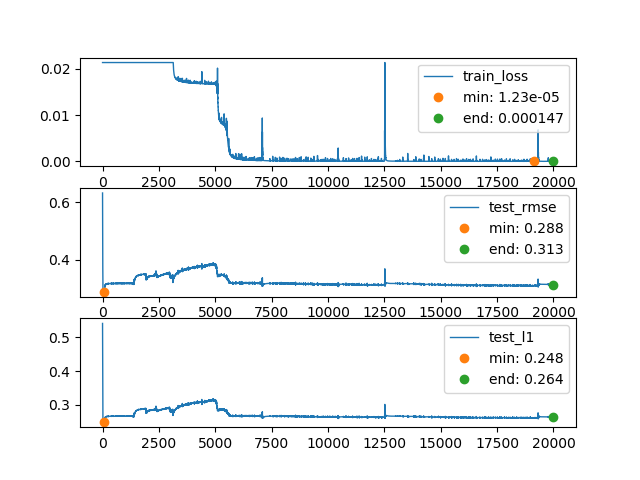 0.02
0.01
0.00
train_loss
min: 1.23e-05
end: 0.000147
0 2500 5000 7500 10000 12500 15000 17500 20000
0.6
0.4
test_rmse
min: 0.288
end: 0.313
0 2500 5000 7500 10000 12500 15000 17500 20000
0.5
0.4
0.3
test_l1
min: 0.248
end: 0.264
0 2500 5000 7500 10000 12500 15000 17500 20000